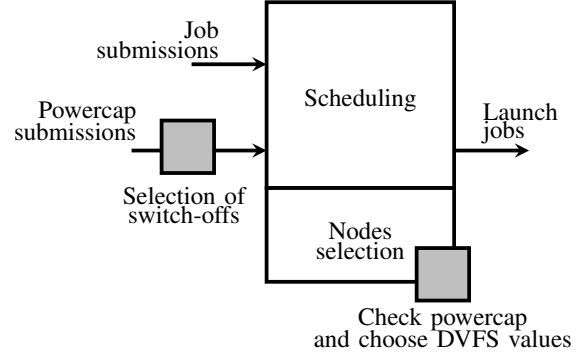 Job
submissions
Scheduling
Powercap
submissions
Launch
jobs
Selection of
switch-offs
Nodes
selection
Check powercap
and choose DVFS values